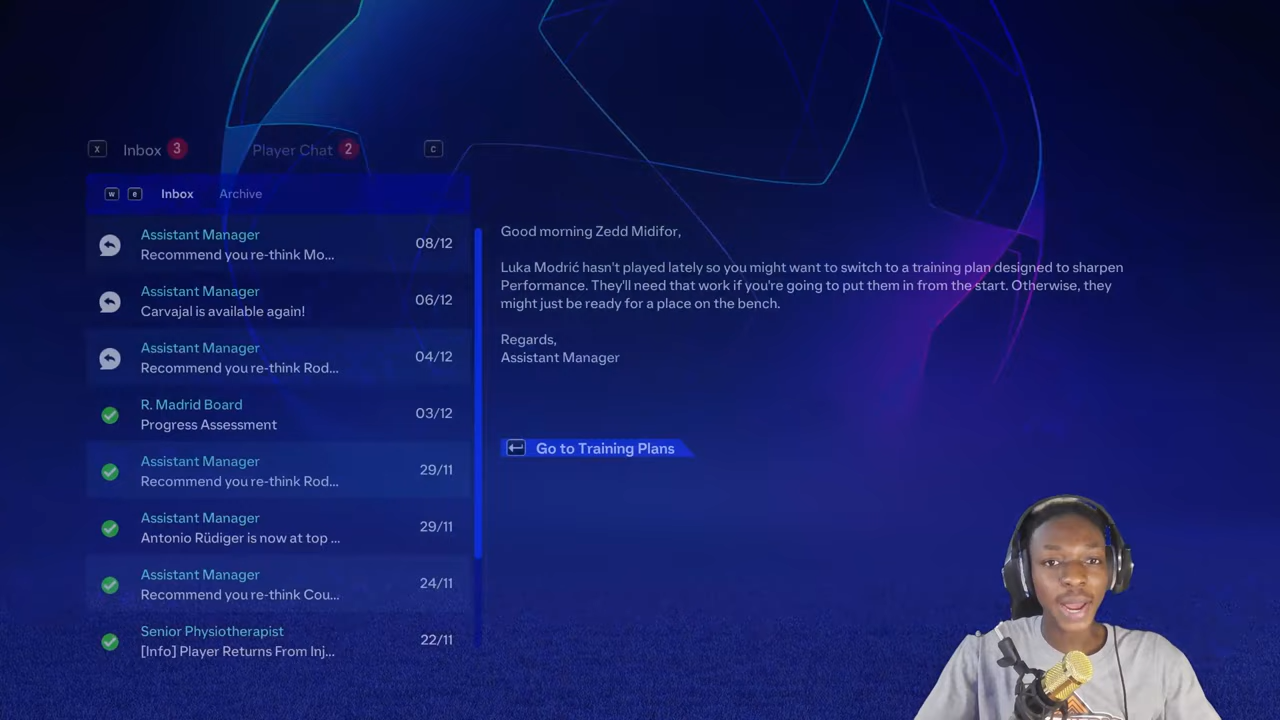 X Inbox 3 Player Chat 2 C
W e Inbox Archive
Assistant Manager
Recommend you re-think Mo... 08/12
Assistant Manager
Carvajal is available again! 06/12
Assistant Manager
Recommend you re-think Rod... 04/12
R. Madrid Board
Progress Assessment 03/12
Assistant Manager
Recommend you re-think Rod... 29/11
Assistant Manager
Antonio Rüdiger is now at top ... 29/11
Assistant Manager
Recommend you re-think Cou... 24/11
Senior Physiotherapist
[Info] Player Returns From Inj... 22/11
Good morning Zedd Midifor,
Luka Modrić hasn't played lately so you might want to switch to a training plan designed to sharpen
Performance. They'll need that work if you're going to put them in from the start. Otherwise, they
might just be ready for a place on the bench.
Regards,
Assistant Manager
Go to Training Plans